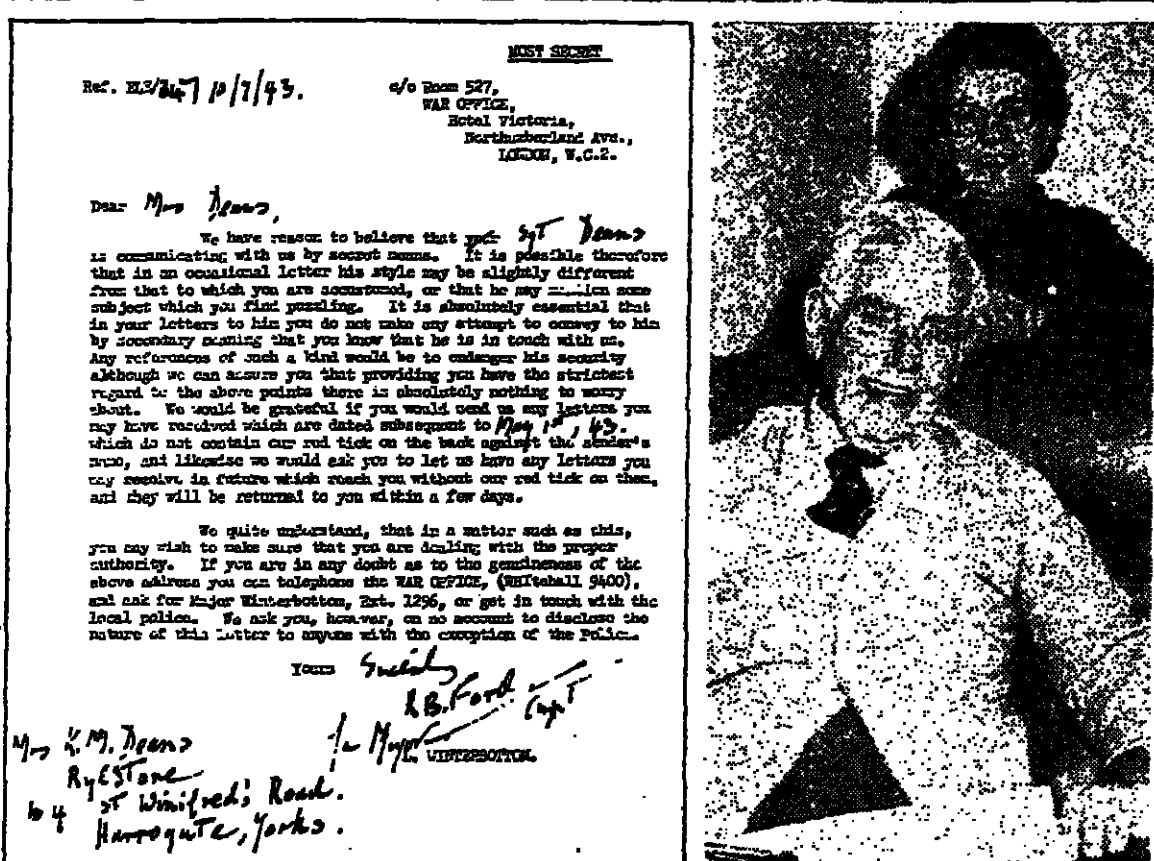 MOST SECRET
Ref. EL3/347 10/7/43.
c/o Room 527,
WAR OFFICE,
Hotel Victoria,
Northumberland Ave.,
LONDON, W.C.2.
Dear Mrs Deans,
We have reason to believe that Sgt Deans
is communicating with us by secret means. It is possible therefore
that in an occasional letter his style may be slightly different
from that to which you are accustomed, or that he may mention some
subject which you find puzzling. It is absolutely essential that
in your letters to him you do not make any attempt to convey to him
by secondary meaning that you know that he is in touch with us.
Any references of such a kind would be to endanger his security
although we can assure you that providing you have the strictest
regard to the above points there is absolutely nothing to worry
about. We would be grateful if you would send us any letters you
may have received which are dated subsequent to May 1st, 43.
which do not contain our red tick on the back against the sender's
name, and likewise we would ask you to let us have any letters you
may receive in future which reach you without our red tick on them,
and they will be returned to you within a few days.
We quite understand, that in a matter such as this,
you may wish to make sure that you are dealing with the proper
authority. If you are in any doubt as to the genuineness of the
above address you can telephone the WAR OFFICE, (WHItehall 9400),
and ask for Major Winterbottom, Ext. 1296, or get in touch with the
local police. We ask you, however, on no account to disclose the
nature of this letter to anyone with the exception of the Police.
Yours
B. Ford Capt
for Major
WINTERBOTTOM.
Mrs M. Deans
RyeStone
St Winifred's Road.
Harrogate, Yorks.